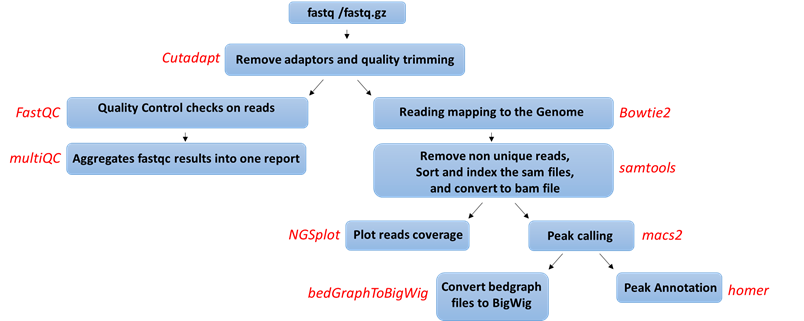 fastq /fastq.gz
Cutadapt
Remove adaptors and quality trimming
FastQC
Quality Control checks on reads
Reading mapping to the Genome
Bowtie2
multiQC
Aggregates fastqc results into one report
Remove non unique reads,
Sort and index the sam files,
and convert to bam file
samtools
NGSplot
Plot reads coverage
Peak calling
macs2
bedGraphToBigWig
Convert bedgraph
files to BigWig
Peak Annotation
homer